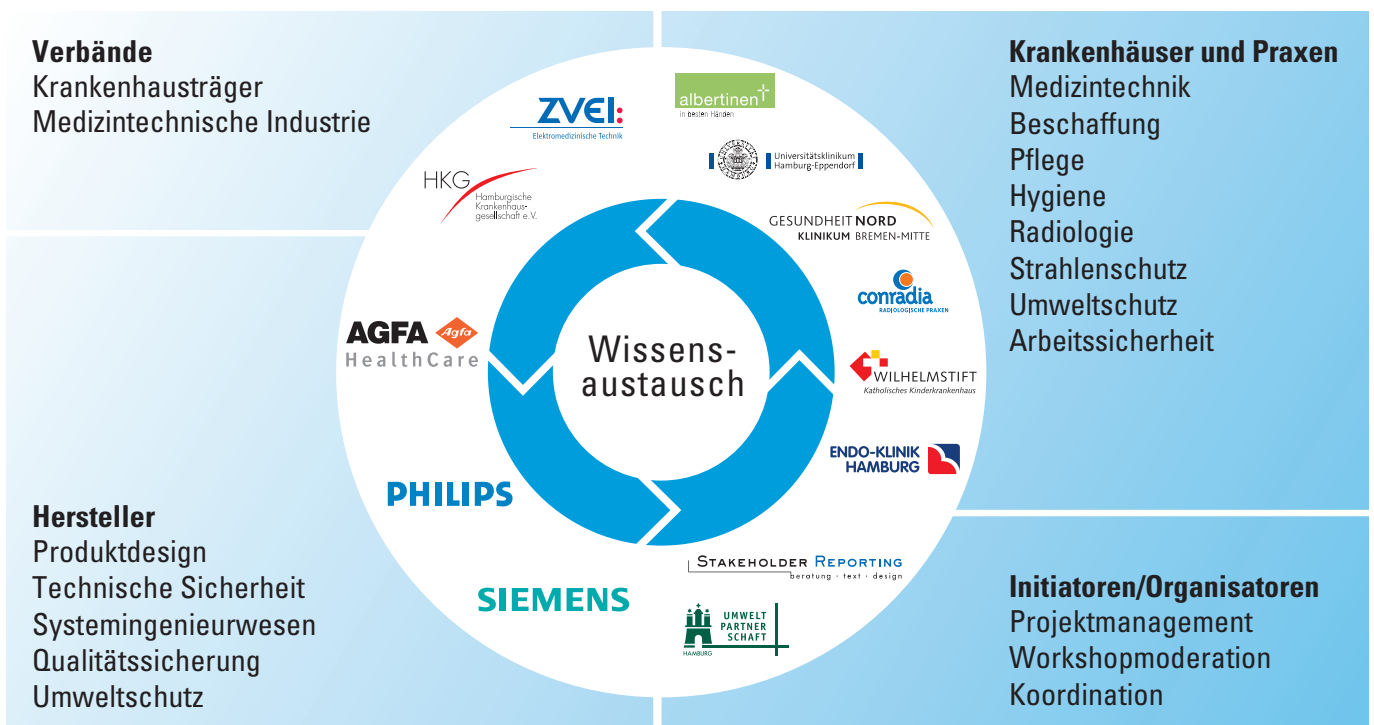 Verbände
Krankenhausträger
Medizintechnische Industrie
Krankenhäuser und Praxen
Medizintechnik
Beschaffung
Pflege
Hygiene
Radiologie
Strahlenschutz
Umweltschutz
Arbeitssicherheit
ZVEI:
Elektromedizinische Technik
albertinen
in besten Händen
Universitätsklinikum
Hamburg-Eppendorf
HKG
Hamburgische
Krankenhaus-
gesellschaft e.V.
GESUNDHEIT NORD
KLINIKUM BREMEN-MITTE
conradia
RADIOLOGISCHE PRAXEN
AGFA
Agfa
HealthCare
Wissens-
austausch
WILHELMSTIFT
Katholisches Kinderkrankenhaus
ENDO-KLINIK
HAMBURG
PHILIPS
SIEMENS
STAKEHOLDER REPORTING
beratung · text · design
UMWELT
PARTNER
SCHAFT
HAMBURG
Hersteller
Produktdesign
Technische Sicherheit
Systemingenieurwesen
Qualitätssicherung
Umweltschutz
Initiatoren/Organisatoren
Projektmanagement
Workshopmoderation
Koordination